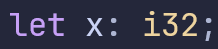 let x: i32;